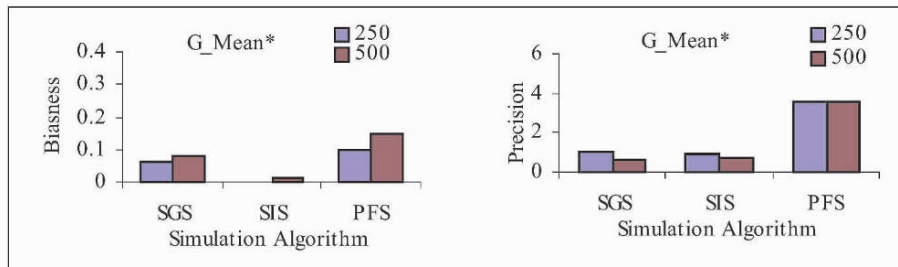 G_Mean*
250
500
0.4
0.3
0.2
0.1
0
Biasness
SGS SIS PFS
Simulation Algorithm
G_Mean*
250
500
6
4
2
0
Precision
SGS SIS PFS
Simulation Algorithm